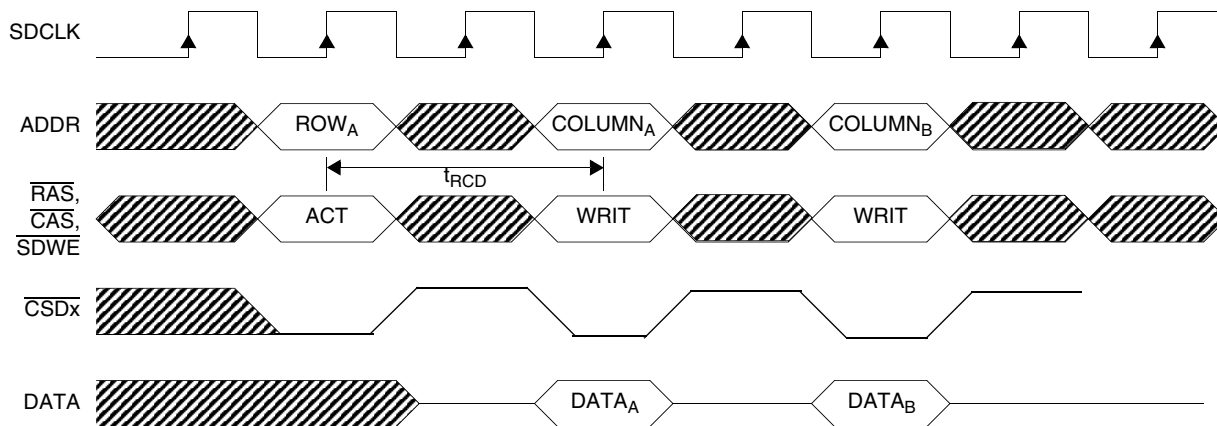 SDCLK
ADDR ROW_A COLUMN_A COLUMN_B
t_RCD
RAS,
CAS, ACT WRIT WRIT
SDWE
CSDx
DATA DATA_A DATA_B